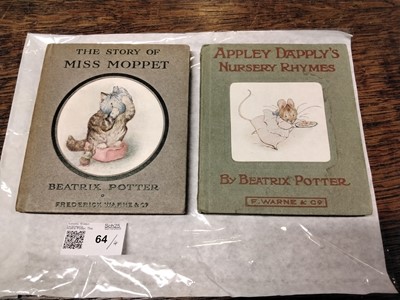 THE STORY OF
MISS MOPPET
BEATRIX POTTER
FREDERICK WARNE & Co
APPLEY DAPPLY'S
NURSERY RHYMES
By BEATRIX POTTER
F. WARNE & Co
64